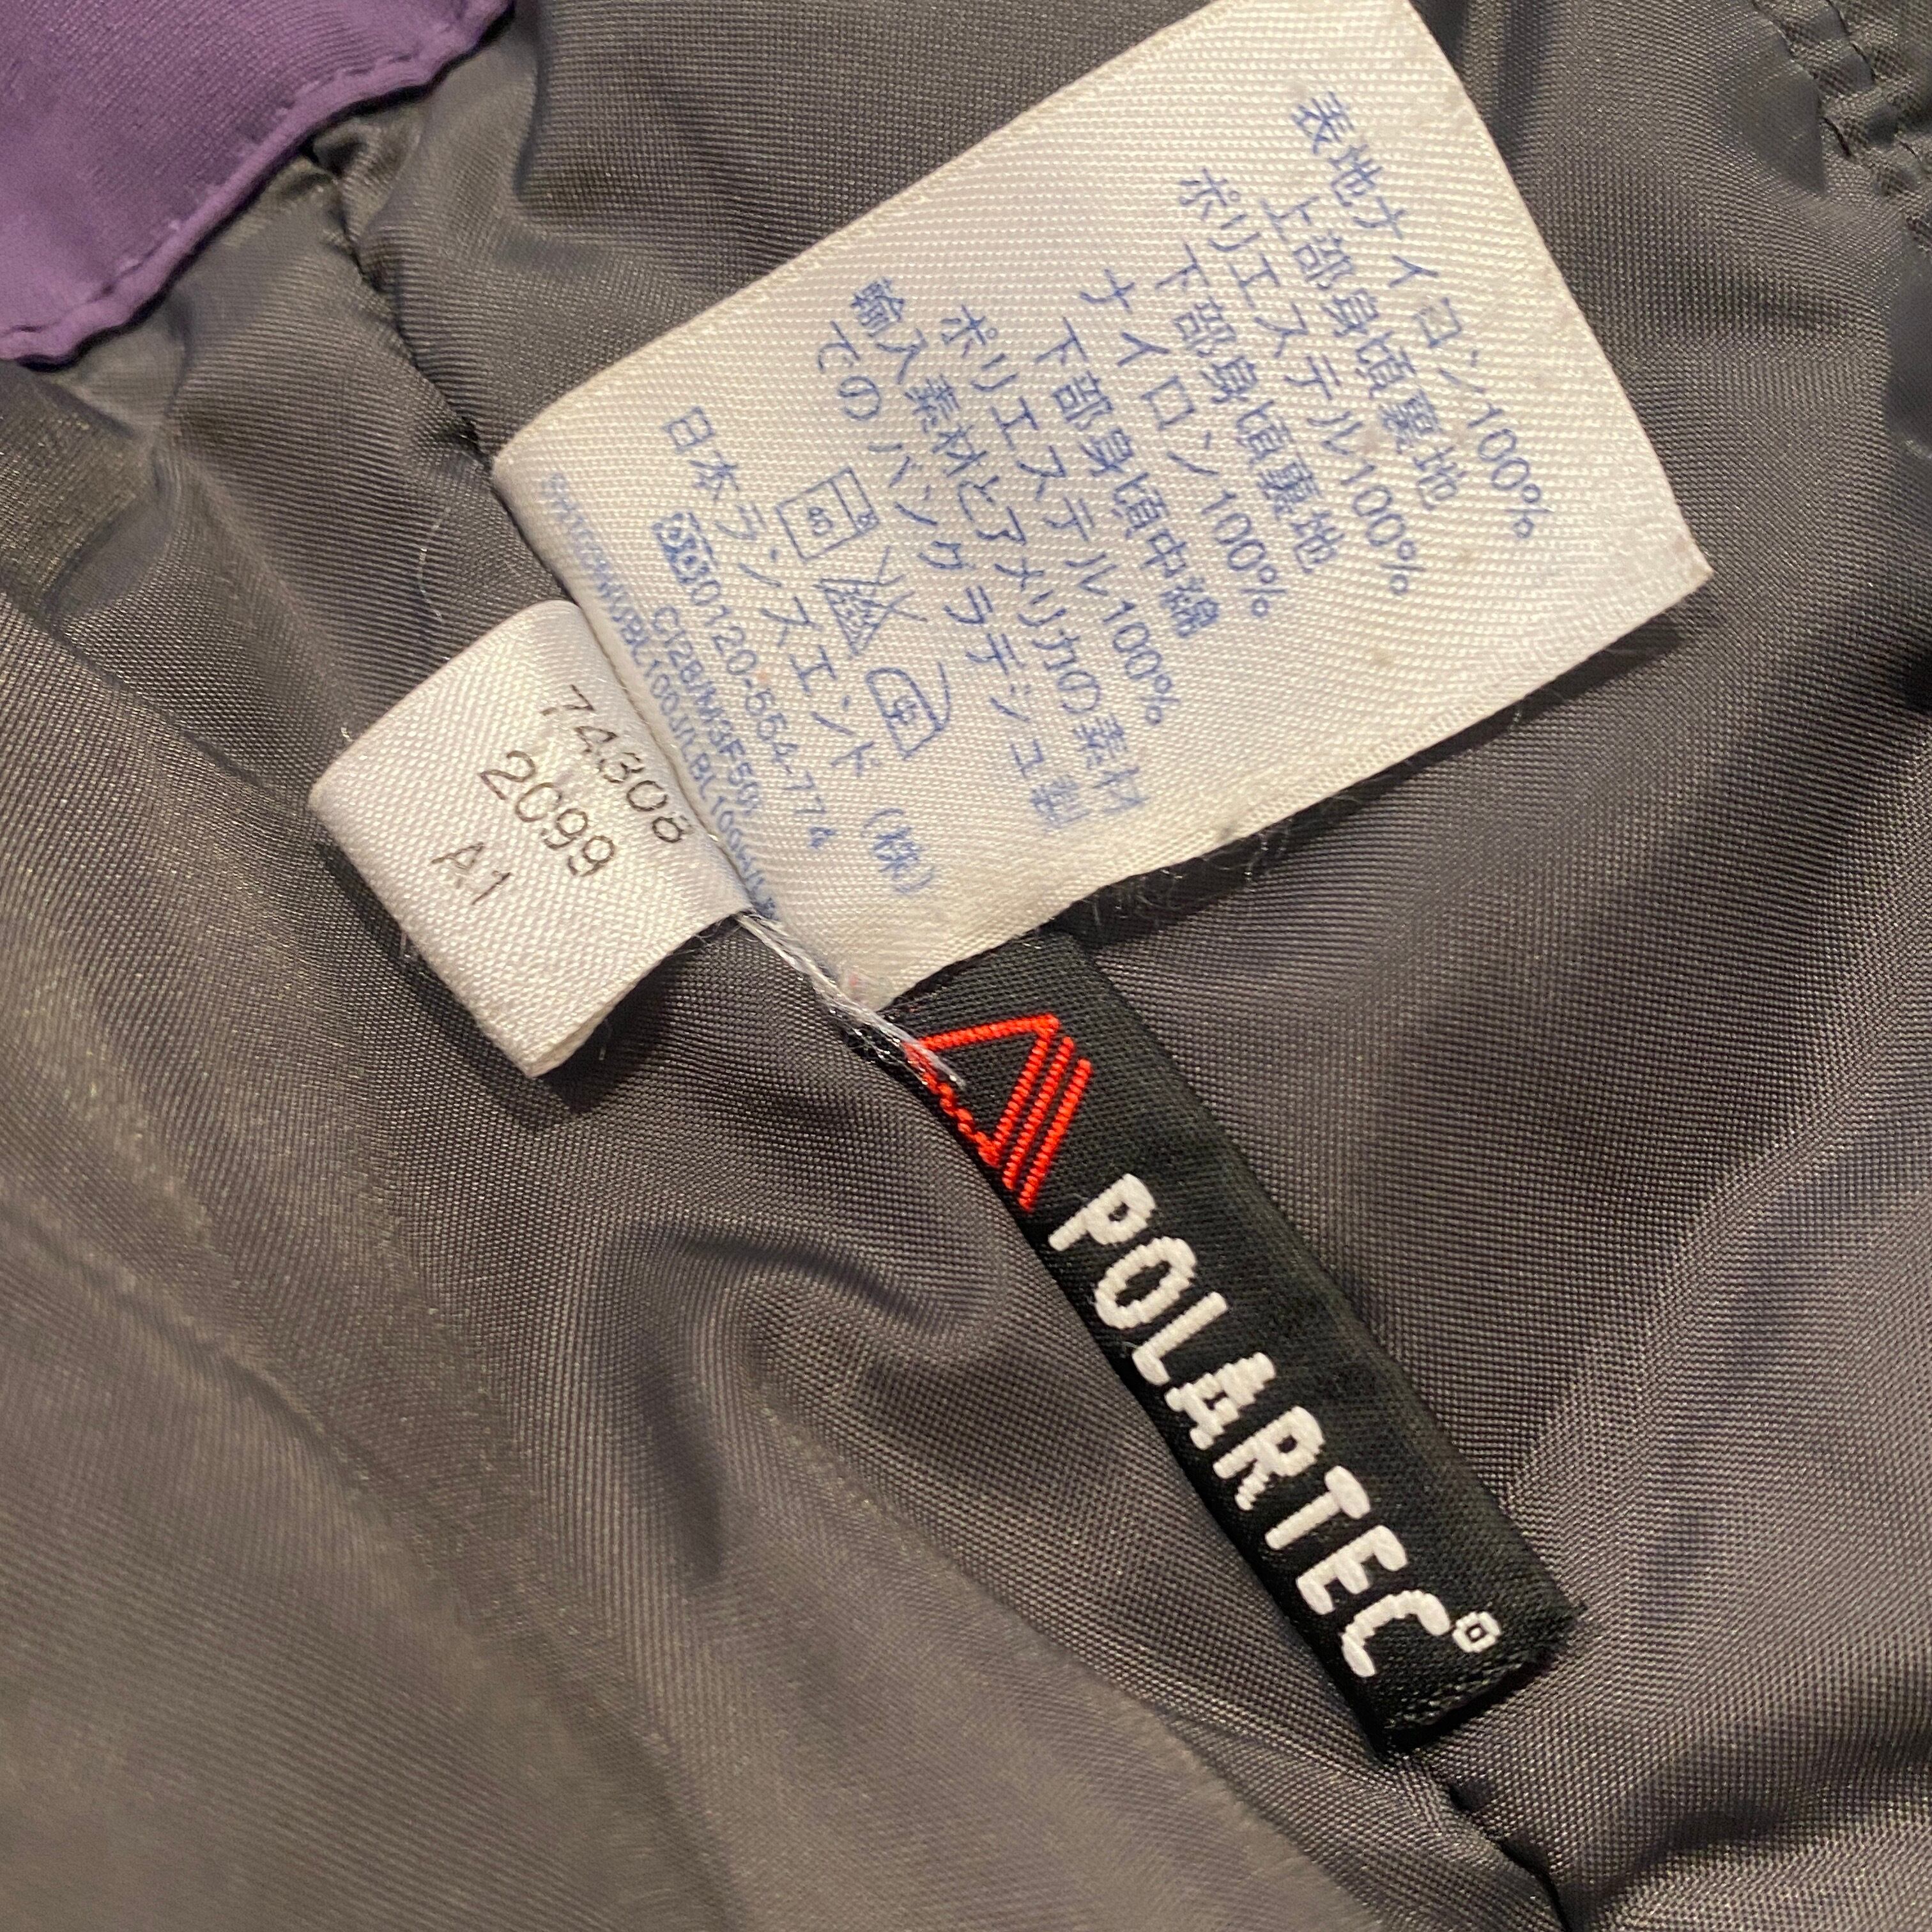 表地ナイロン100%
上部身頃裏地
ポリエステル100%
下部身頃裏地
ナイロン100%
下部身頃中綿
ポリエステル100%
輸入素材とアメリカの素材
でのバングラデシュ製
日本ランズエンド(株)
0120-554-774
74308
2099
A1
POLARTEC